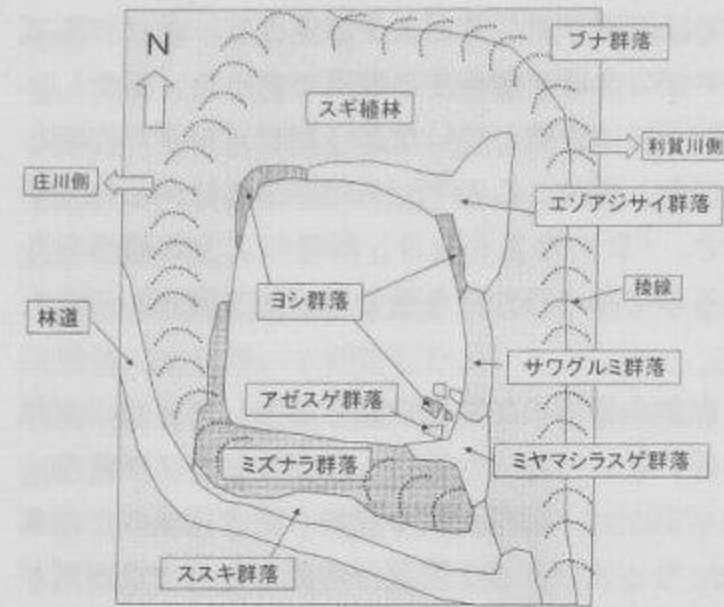 N
ブナ群落
スギ植林
利賀川側
庄川側
エゾアジサイ群落
稜線
ヨシ群落
林道
サワグルミ群落
アゼスゲ群落
ミズナラ群落
ミヤマシラスゲ群落
ススキ群落